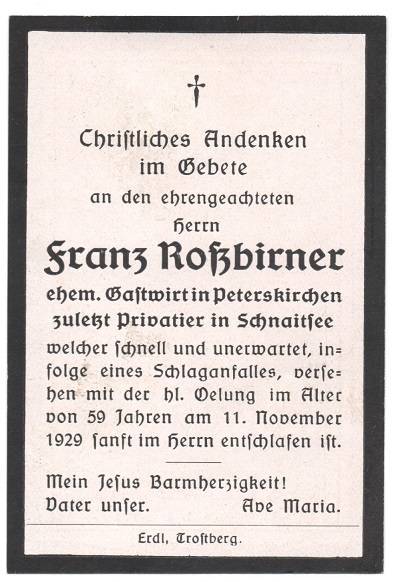 Christliches Andenken
im Gebete
an den ehrengeachteten
Herrn
Franz Roßbirner
ehem. Gastwirt in Peterskirchen
zuletzt Privatier in Schnaitsee
welcher schnell und unerwartet, in=
folge eines Schlaganfalles, verse=
hen mit der hl. Oelung im Alter
von 59 Jahren am 11. November
1929 sanft im Herrn entschlafen ist.
Mein Jesus Barmherzigkeit!
Vater unser. Ave Maria.
Erdl, Trostberg.